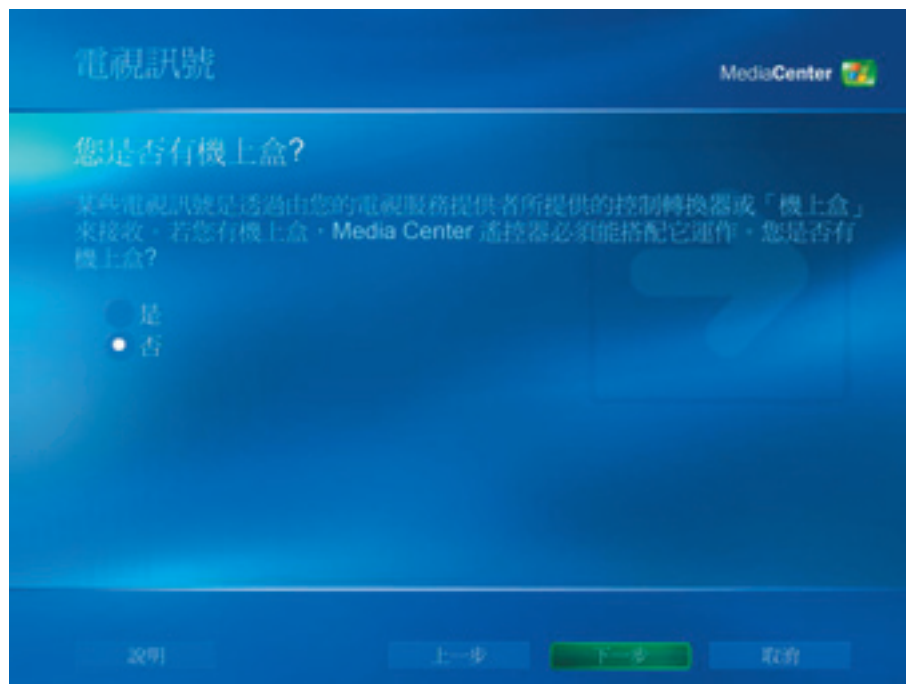 電視訊號
MediaCenter
您是否有機上盒?
某些電視訊號是透過由您的電視服務提供者所提供的控制轉換器或「機上盒」
來接收。若您有機上盒，Media Center 遙控器必須能搭配它運作。您是否有
機上盒?
是
否
說明
上一步
下一步
取消